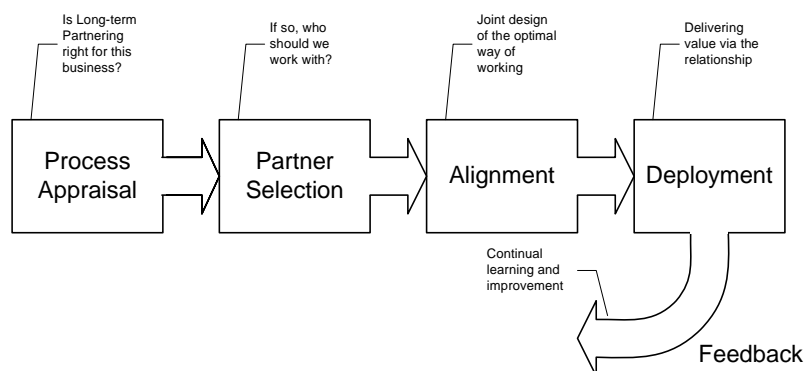 Is Long-term
Partnering
right for this
business?
If so, who
should we
work with?
Joint design
of the optimal
way of
working
Delivering
value via the
relationship
Process
Appraisal
Partner
Selection
Alignment
Deployment
Continual
learning and
improvement
Feedback